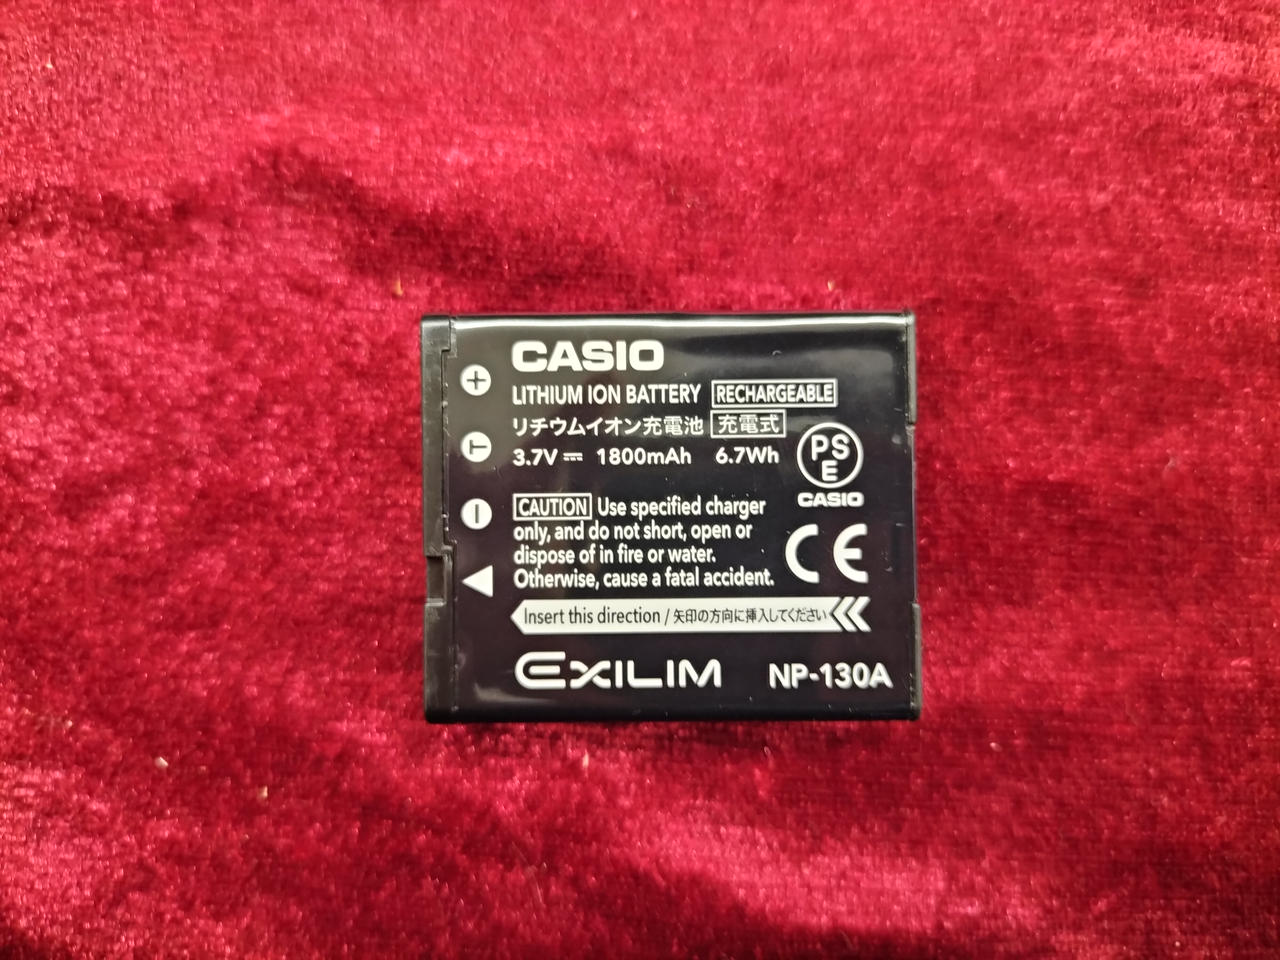 CASIO
LITHIUM ION BATTERY RECHARGEABLE
リチウムイオン充電池 充電式
3.7V⎓ 1800mAh 6.7Wh
+
T
−
PS
E
CASIO
CAUTION Use specified charger
only, and do not short, open or
dispose of in fire or water.
Otherwise, cause a fatal accident.
CE
Insert this direction / 矢印の方向に挿入してください
EXILIM NP-130A